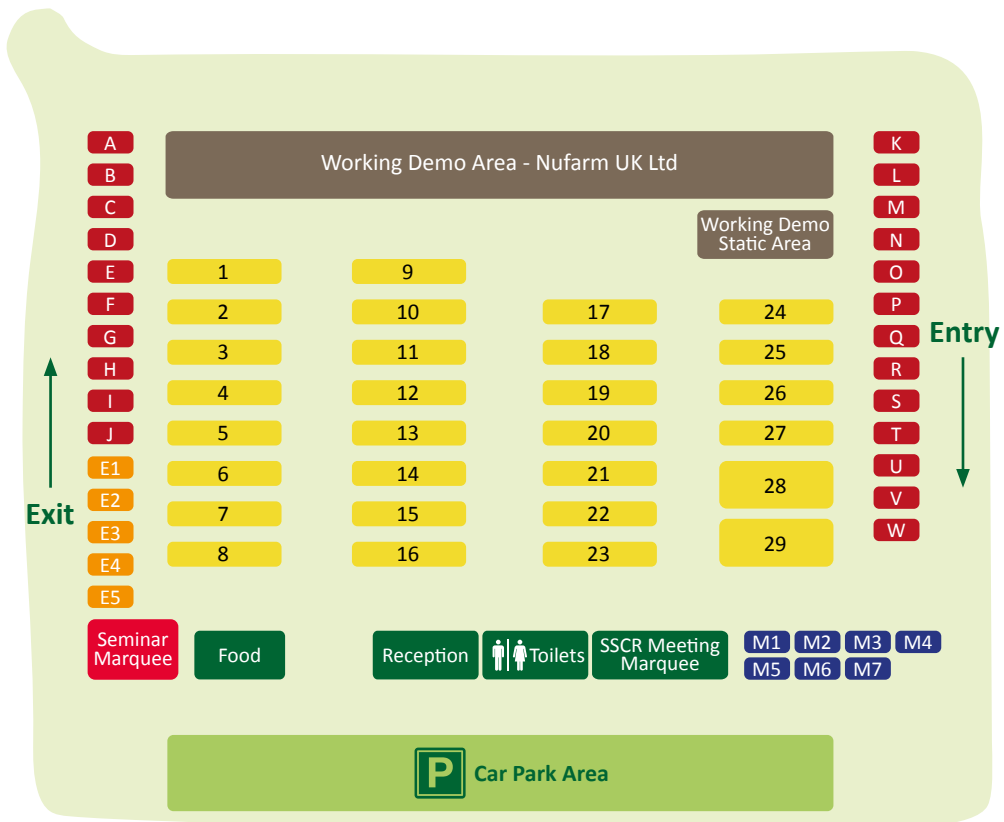 A
B
C
D
E
F
G
H
I
J
E1
E2
E3
E4
E5
Exit
Working Demo Area - Nufarm UK Ltd
Working Demo
Static Area
1
2
3
4
5
6
7
8
9
10
11
12
13
14
15
16
17
18
19
20
21
22
23
24
25
26
27
28
29
K
L
M
N
O
P
Q
R
S
T
U
V
W
Entry
Seminar
Marquee
Food
Reception
Toilets
SSCR Meeting
Marquee
M1 M2 M3 M4
M5 M6 M7
P Car Park Area